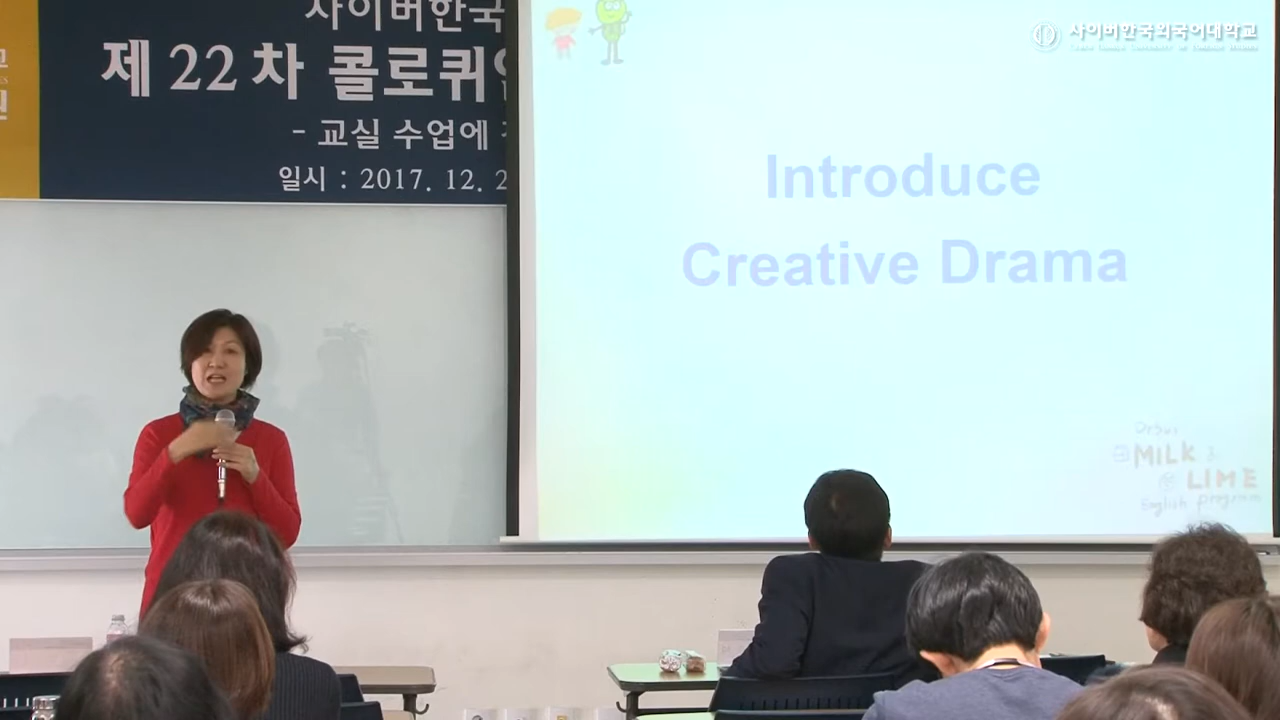 사이버한국
제 22 차 콜로퀴
- 교실 수업에
일시 : 2017. 12. 2
사이버한국외국어대학교
Introduce
Creative Drama
MILK &
LIME
English program